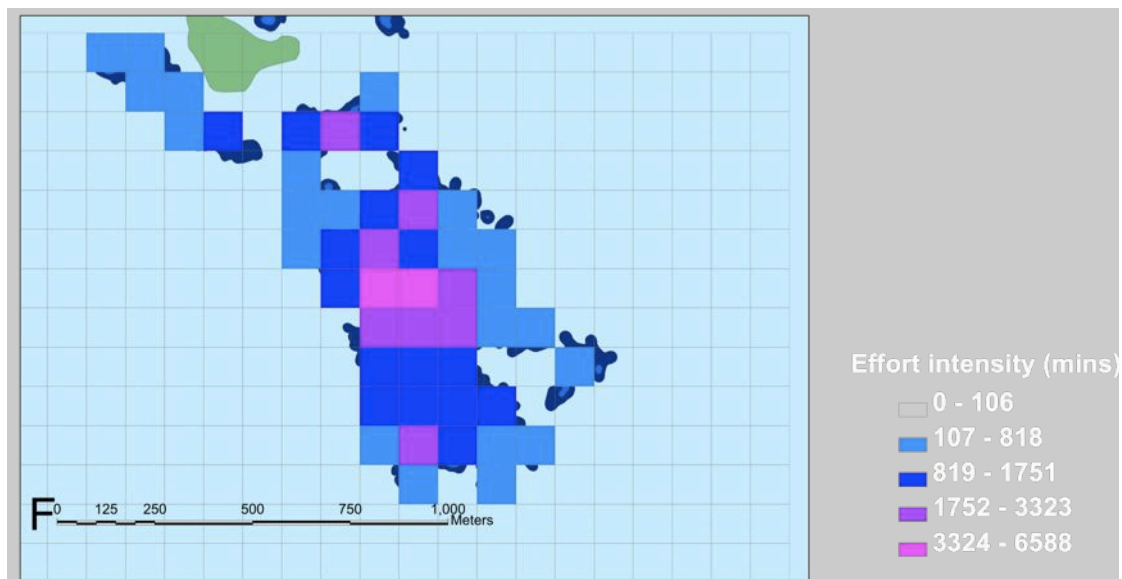 Effort intensity (mins)
0 - 106
107 - 818
819 - 1751
1752 - 3323
3324 - 6588
F
0 125 250 500 750 1,000
Meters